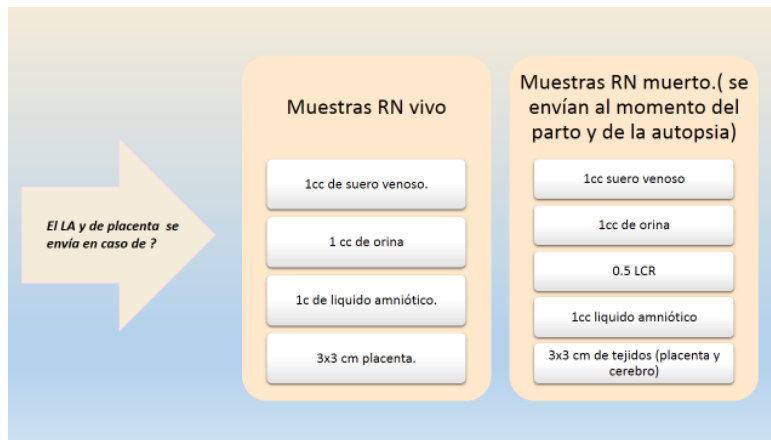 El LA y de placenta se
envía en caso de ?
Muestras RN vivo
1cc de suero venoso.
1 cc de orina
1c de liquido amniótico.
3x3 cm placenta.
Muestras RN muerto.( se
envían al momento del
parto y de la autopsia)
1cc suero venoso
1cc de orina
0.5 LCR
1cc liquido amniótico
3x3 cm de tejidos (placenta y
cerebro)